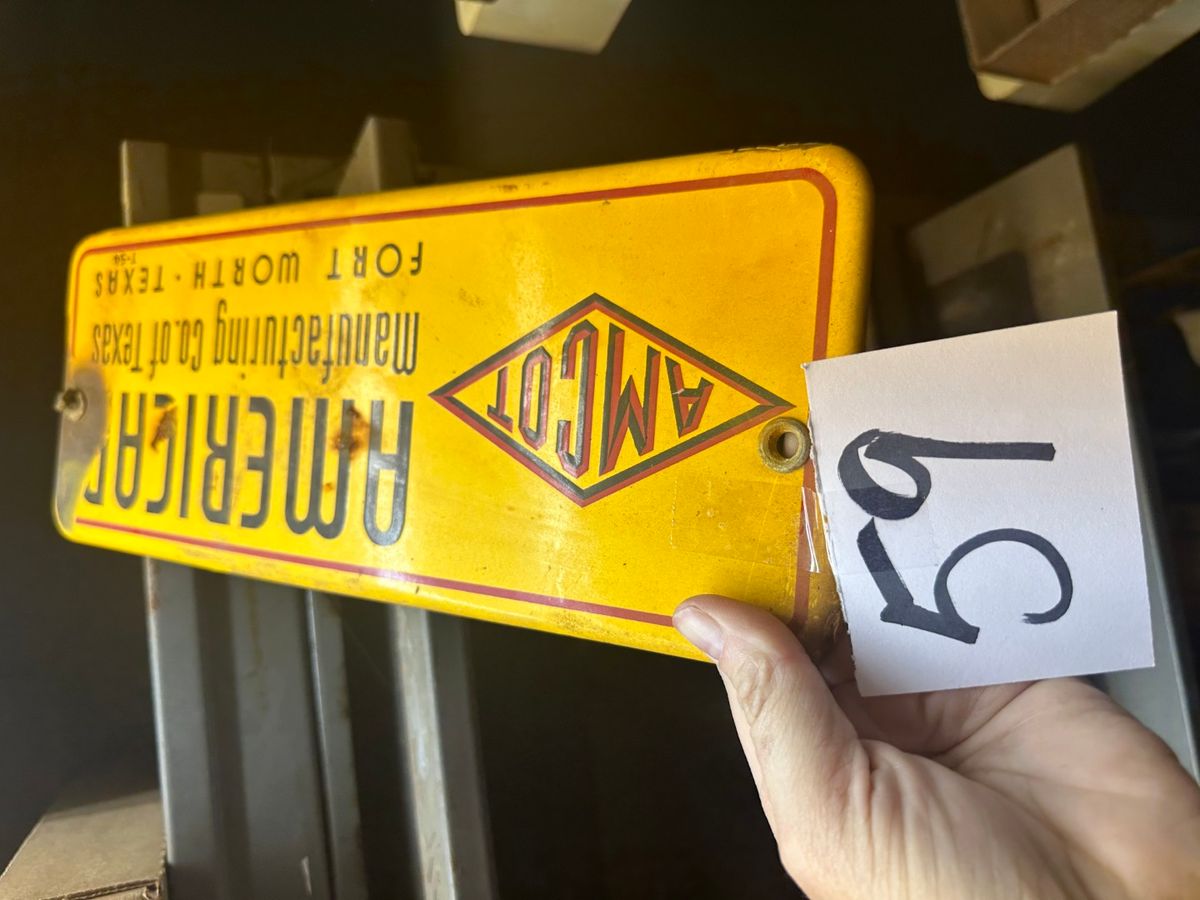 AMCOT
AMERICAN
Manufacturing Co. of Texas
FORT WORTH · TEXAS
59